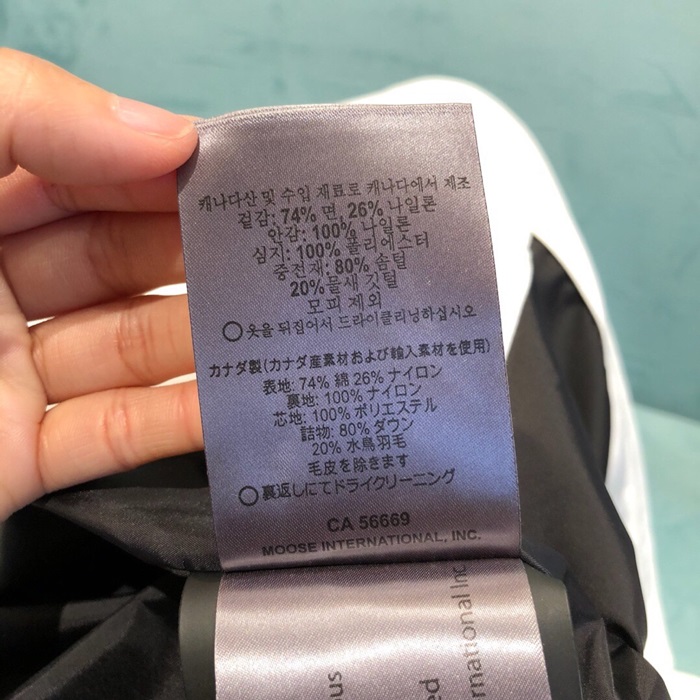 캐나다산 및 수입 재료로 캐나다에서 제조
겉감: 74% 면, 26% 나일론
안감: 100% 나일론
심지: 100% 폴리에스터
충전재: 80% 솜털
20%물새 깃털
모피 제외
옷을 뒤집어서 드라이클리닝하십시오
カナダ製(カナダ産素材および輸入素材を使用)
表地: 74% 綿 26% ナイロン
裏地: 100% ナイロン
芯地: 100% ポリエステル
詰物: 80% ダウン
20% 水鳥羽毛
毛皮を除きます
裏返しにてドライクリーニング
CA 56669
MOOSE INTERNATIONAL, INC.